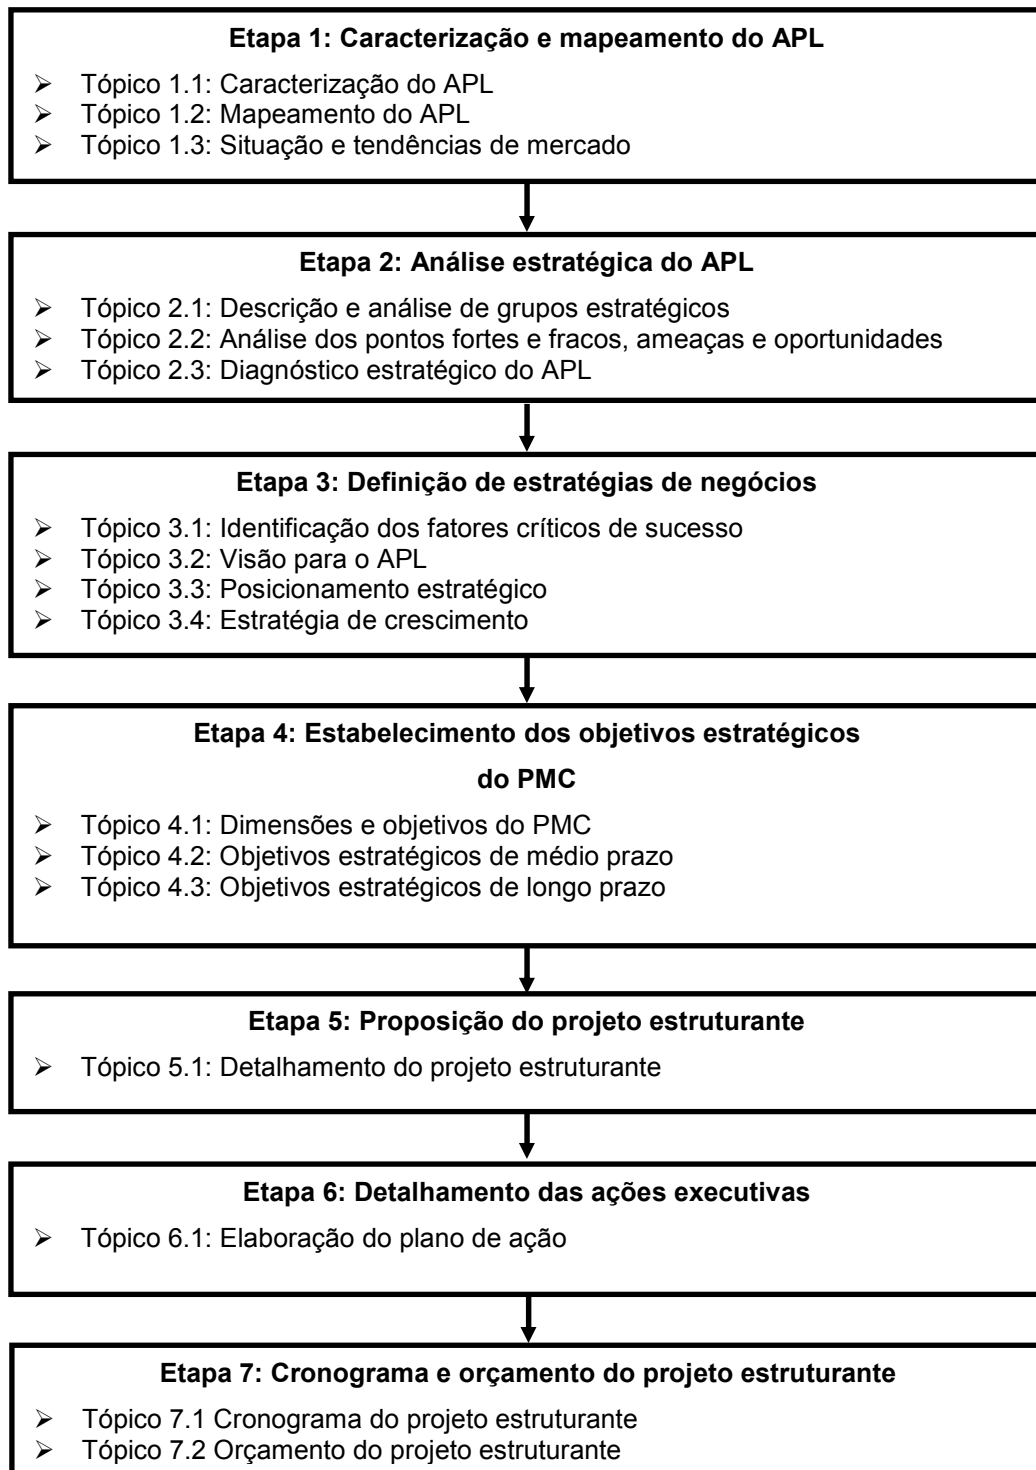 Etapa 1: Caracterização e mapeamento do APL
➢ Tópico 1.1: Caracterização do APL
➢ Tópico 1.2: Mapeamento do APL
➢ Tópico 1.3: Situação e tendências de mercado
Etapa 2: Análise estratégica do APL
➢ Tópico 2.1: Descrição e análise de grupos estratégicos
➢ Tópico 2.2: Análise dos pontos fortes e fracos, ameaças e oportunidades
➢ Tópico 2.3: Diagnóstico estratégico do APL
Etapa 3: Definição de estratégias de negócios
➢ Tópico 3.1: Identificação dos fatores críticos de sucesso
➢ Tópico 3.2: Visão para o APL
➢ Tópico 3.3: Posicionamento estratégico
➢ Tópico 3.4: Estratégia de crescimento
Etapa 4: Estabelecimento dos objetivos estratégicos
do PMC
➢ Tópico 4.1: Dimensões e objetivos do PMC
➢ Tópico 4.2: Objetivos estratégicos de médio prazo
➢ Tópico 4.3: Objetivos estratégicos de longo prazo
Etapa 5: Proposição do projeto estruturante
➢ Tópico 5.1: Detalhamento do projeto estruturante
Etapa 6: Detalhamento das ações executivas
➢ Tópico 6.1: Elaboração do plano de ação
Etapa 7: Cronograma e orçamento do projeto estruturante
➢ Tópico 7.1 Cronograma do projeto estruturante
➢ Tópico 7.2 Orçamento do projeto estruturante